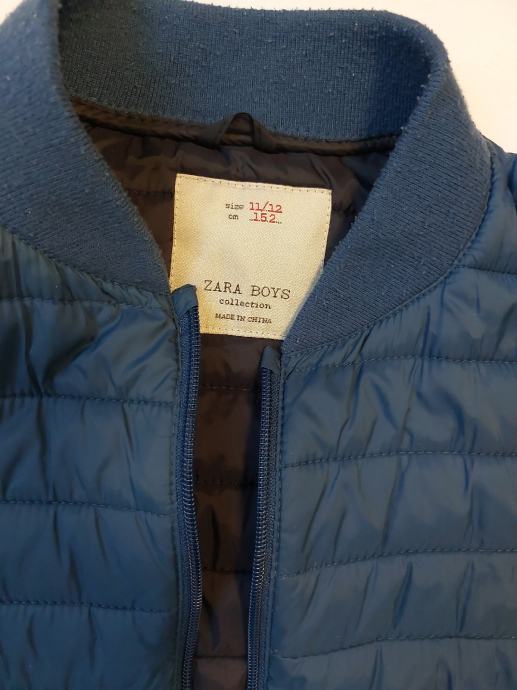 size 11/12
cm 152
ZARA BOYS
collection
MADE IN CHINA